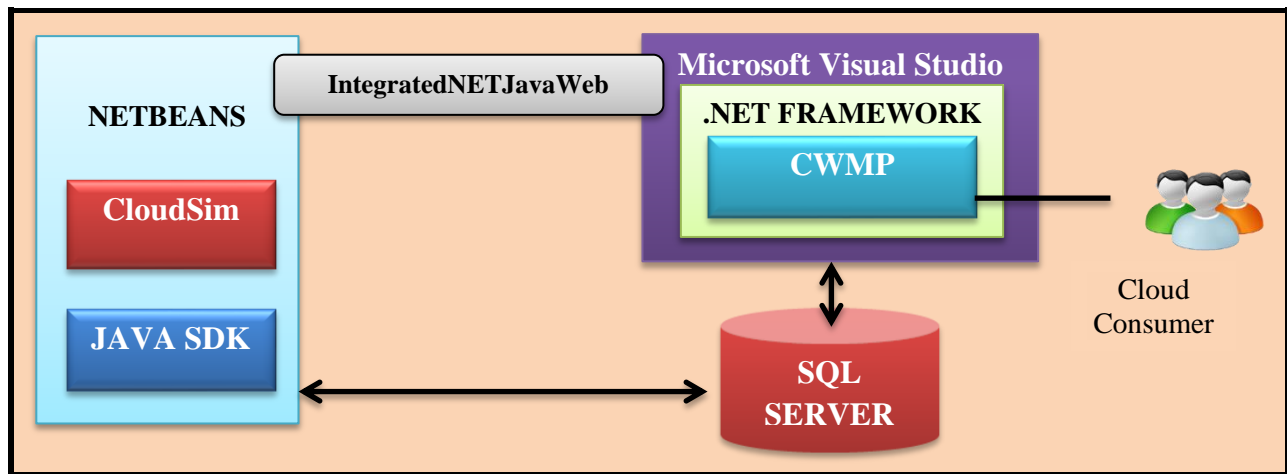 NETBEANS
CloudSim
JAVA SDK
IntegratedNETJavaWeb
Microsoft Visual Studio
.NET FRAMEWORK
CWMP
SQL
SERVER
Cloud
Consumer